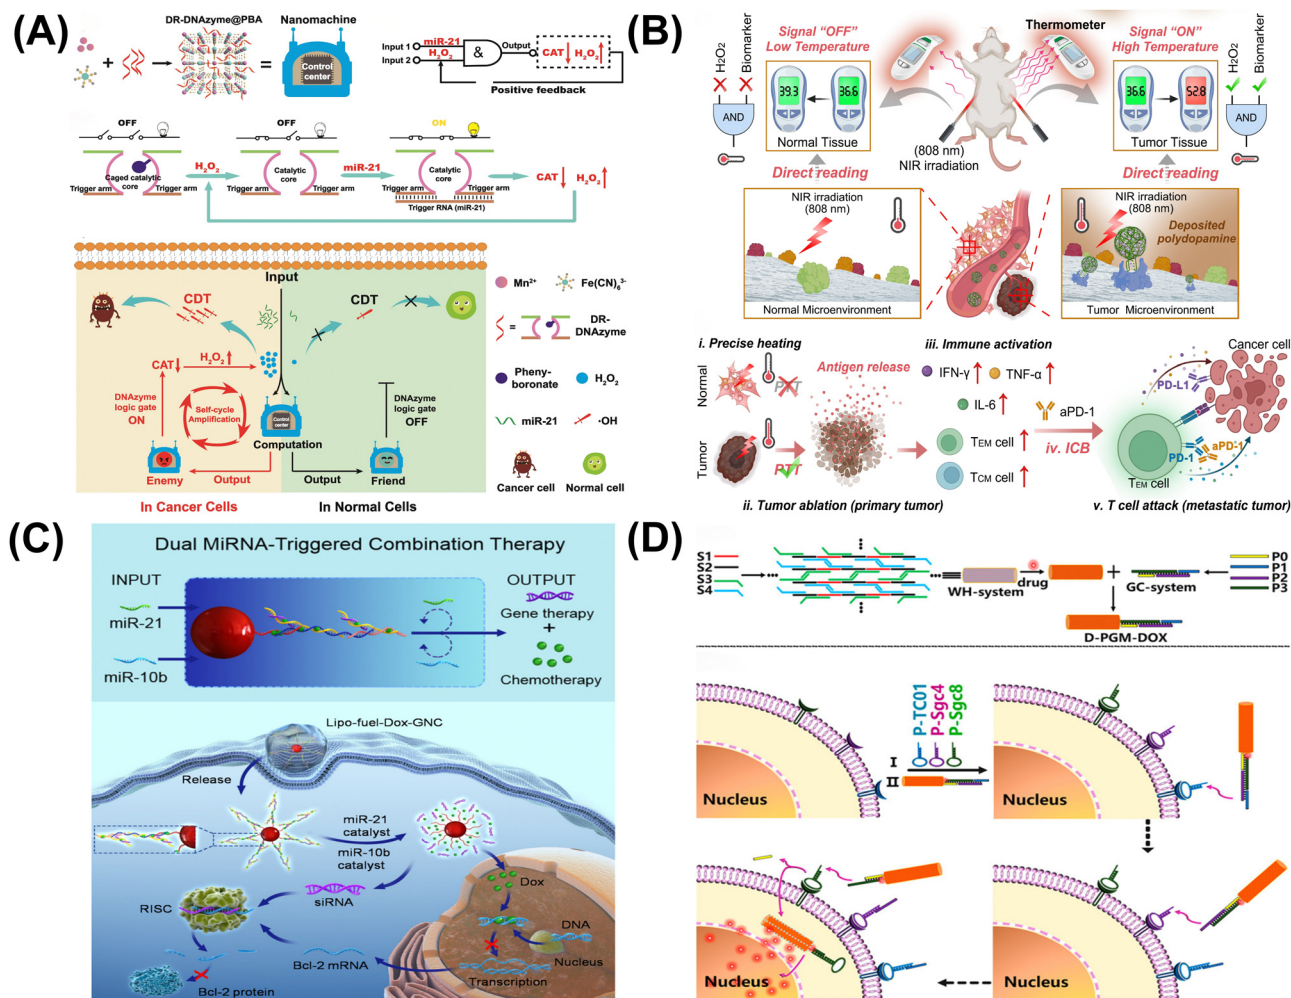 (A)
DR-DNAzyme@PBA
Nanomachine
Control
center
Input 1
miR-21
Input 2
H₂O₂
&
Output
CAT↓ H₂O₂↑
Positive feedback
OFF
OFF
ON
Caged catalytic
core
Trigger arm
Trigger arm
H₂O₂
Catalytic
core
Trigger arm
Trigger arm
miR-21
Catalytic
core
Trigger arm
Trigger arm
Trigger RNA (miR-21)
CAT↓ H₂O₂↑
Input
CDT
CDT
CAT↓
H₂O₂↑
DNAzyme
logic gate
ON
Self-cycle
Amplification
Control
center
Computation
DNAzyme
logic gate
OFF
Enemy
Output
Output
Friend
In Cancer Cells
In Normal Cells
Mn²⁺
Fe(CN)₆³⁻
=
DR-
DNAzyme
Pheny-
boronate
H₂O₂
miR-21
·OH
Cancer cell
Normal cell
(B)
Signal “OFF”
Low Temperature
Thermometer
Signal “ON”
High Temperature
H₂O₂
Biomarker
AND
39.3
36.6
Normal Tissue
(808 nm)
NIR irradiation
36.6
52.8
Tumor Tissue
H₂O₂
Biomarker
AND
Direct reading
Direct reading
NIR irradiation
(808 nm)
Normal Microenvironment
NIR irradiation
(808 nm)
Deposited
polydopamine
Tumor Microenvironment
i. Precise heating
Normal
PTT
Tumor
PTT
Antigen release
ii. Tumor ablation (primary tumor)
iii. Immune activation
IFN-γ↑
TNF-α↑
IL-6↑
TEM cell↑
TCM cell↑
aPD-1
iv. ICB
Cancer cell
PD-L1
PD-1
aPD-1
TEM cell
v. T cell attack (metastatic tumor)
(C)
Dual MiRNA-Triggered Combination Therapy
INPUT
miR-21
miR-10b
OUTPUT
Gene therapy
+
Chemotherapy
Lipo-fuel-Dox-GNC
Release
miR-21
catalyst
miR-10b
catalyst
Dox
siRNA
RISC
DNA
Nucleus
Bcl-2 mRNA
Transcription
Bcl-2 protein
(D)
S1
S2
S3
S4
WH-system
drug
+
GC-system
P0
P1
P2
P3
D-PGM-DOX
P-TC01
P-Sgc4
P-Sgc8
I
II
Nucleus
Nucleus
Nucleus
Nucleus